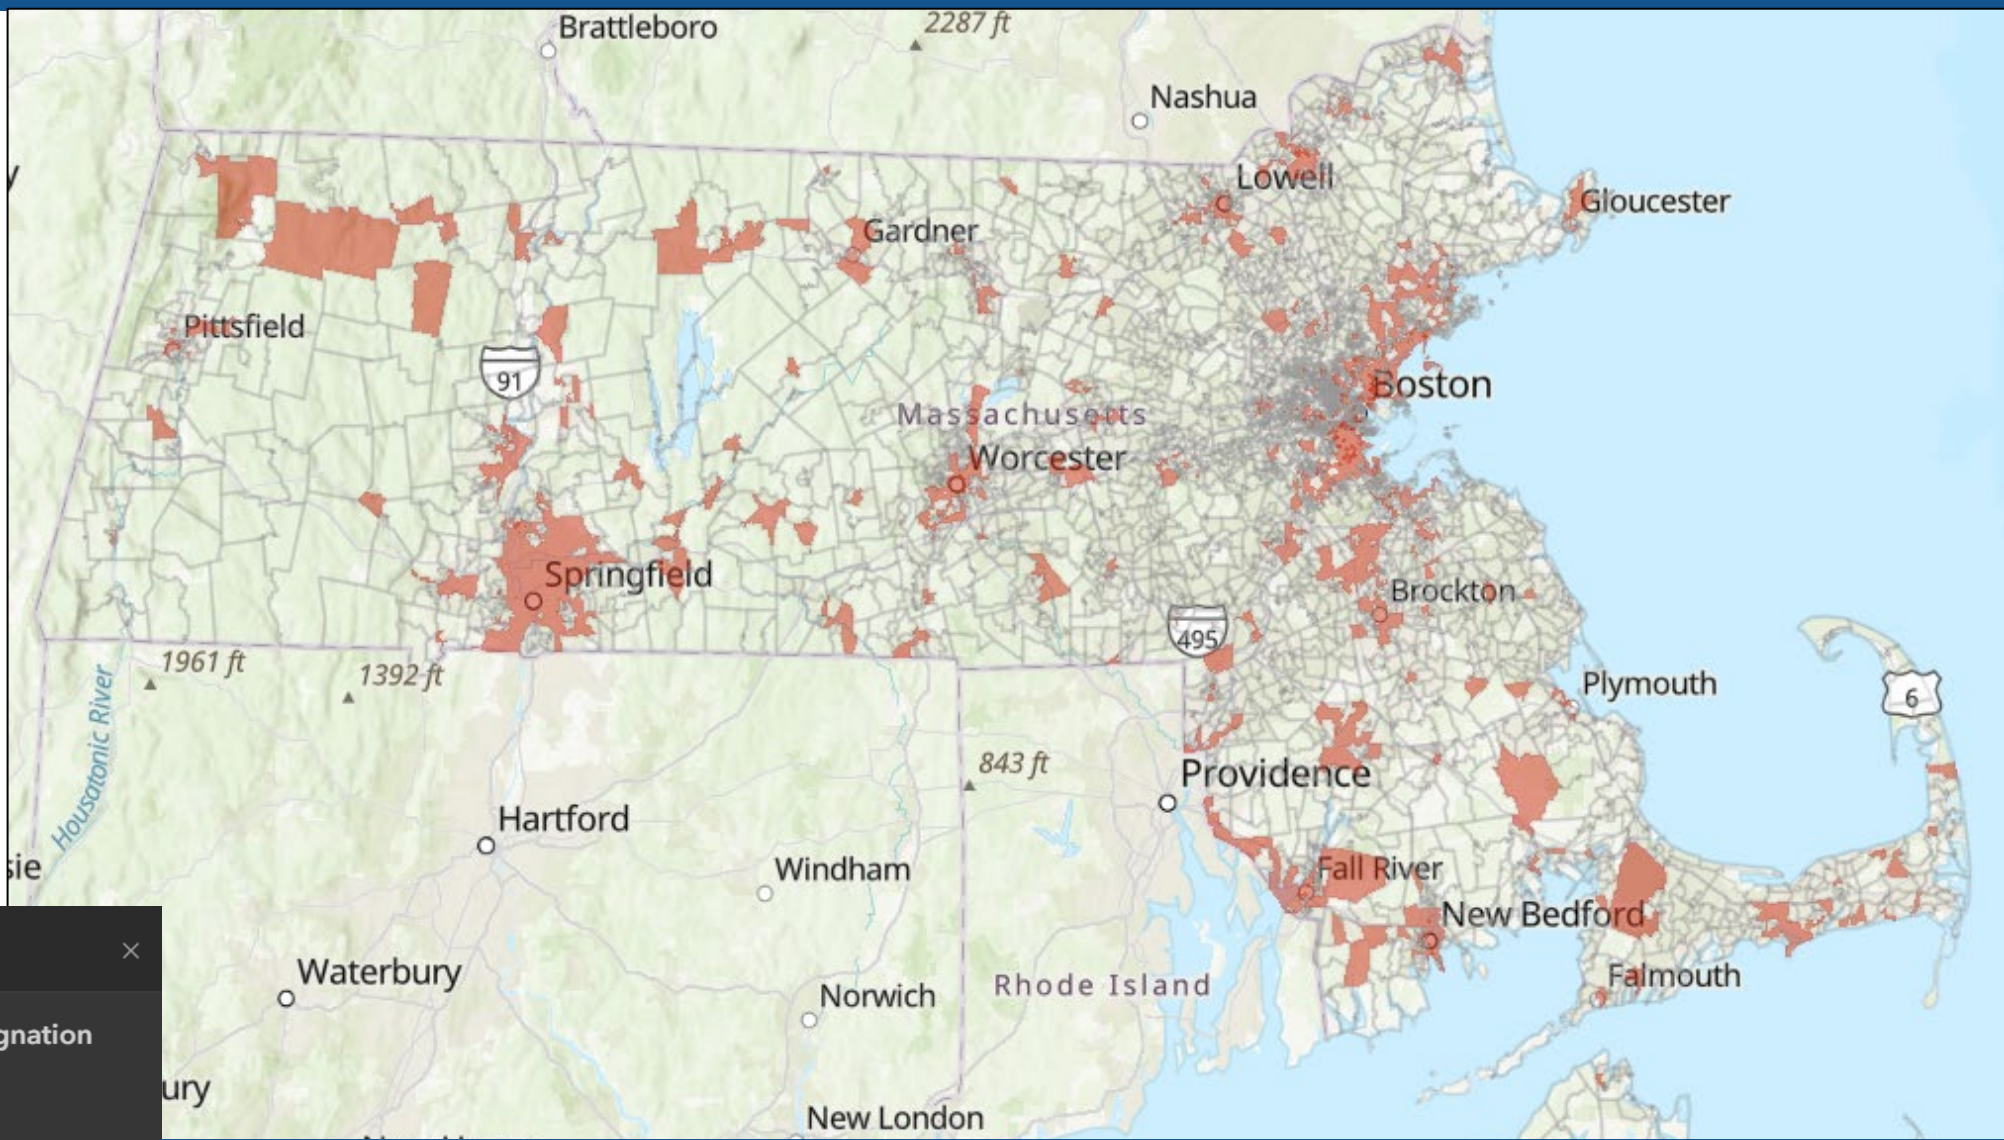 Brattleboro
2287 ft
Nashua
Lowell
Gloucester
Gardner
Pittsfield
91
Boston
Massachusetts
Worcester
Springfield
Brockton
495
1961 ft
1392 ft
Plymouth
6
Housatonic River
843 ft
Providence
Hartford
Windham
Fall River
sie
New Bedford
Waterbury
Norwich
Rhode Island
Falmouth
gnation
ury
New London